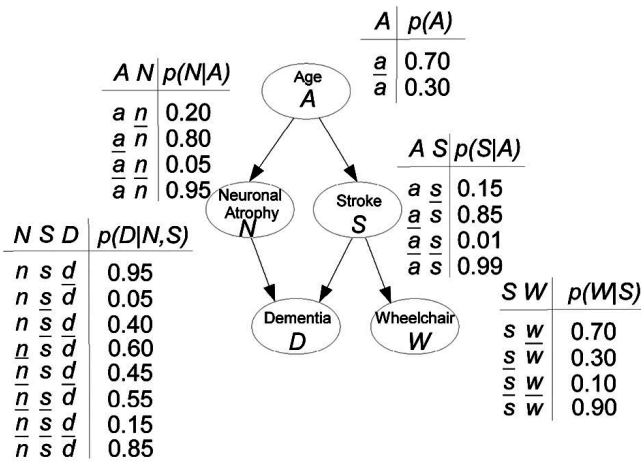 A p(A)
a 0.70
a̅ 0.30
A N p(N|A)
a n 0.20
a n̅ 0.80
a̅ n 0.05
a̅ n̅ 0.95
Age
A
A S p(S|A)
a s 0.15
a s̅ 0.85
a̅ s 0.01
a̅ s̅ 0.99
Neuronal
Atrophy
N
Stroke
S
N S D p(D|N,S)
n s d 0.95
n s d̅ 0.05
n s̅ d 0.40
n s̅ d̅ 0.60
n̅ s d 0.45
n̅ s d̅ 0.55
n̅ s̅ d 0.15
n̅ s̅ d̅ 0.85
Dementia
D
Wheelchair
W
S W p(W|S)
s w 0.70
s w̅ 0.30
s̅ w 0.10
s̅ w̅ 0.90